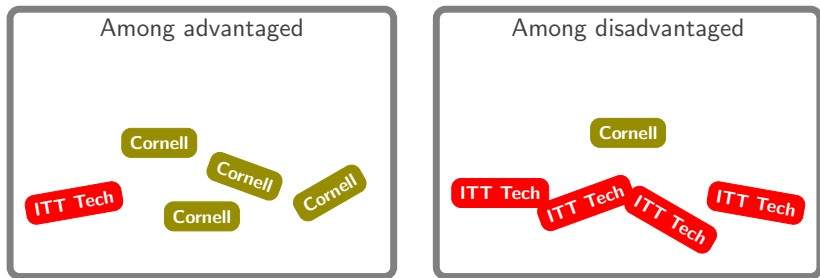 Among advantaged
Cornell
Cornell
Cornell
ITT Tech
Cornell
Among disadvantaged
Cornell
ITT Tech
ITT Tech
ITT Tech
ITT Tech